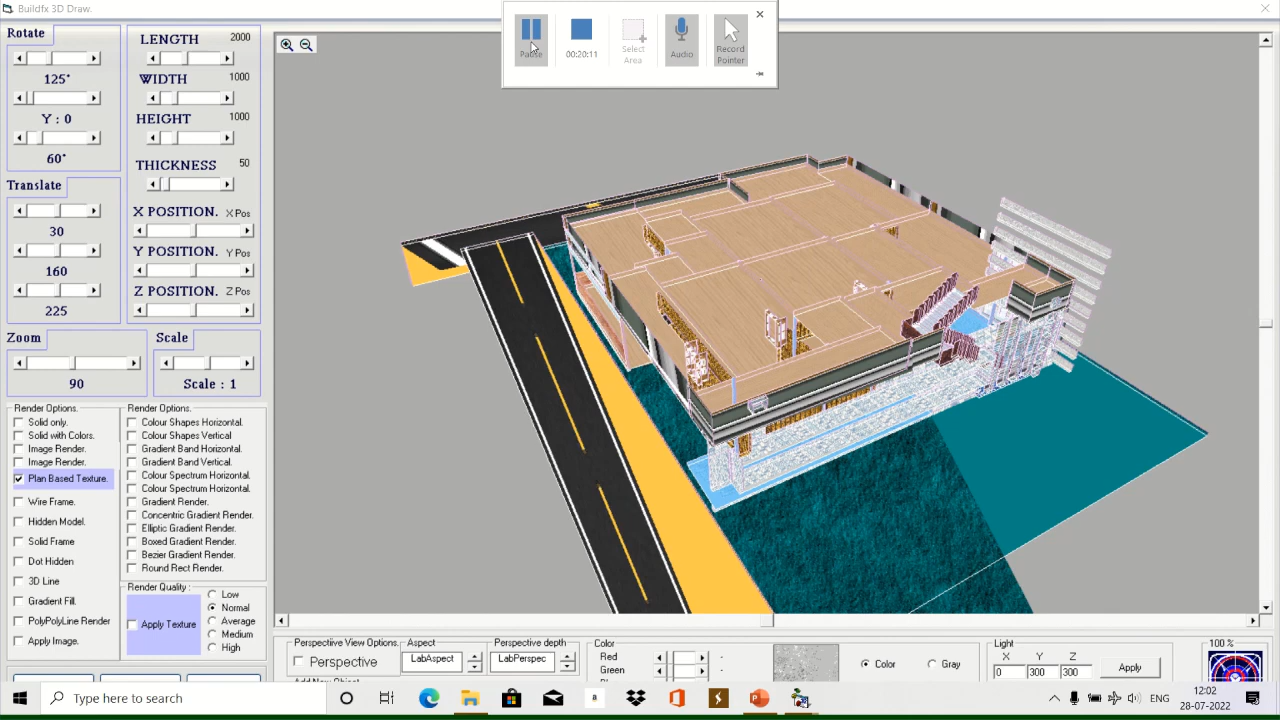 Buildfx 3D Draw.
Pause
00:20:11
Select Area
Audio
Record Pointer
Rotate
125°
Y : 0
60°
Translate
30
160
225
Zoom
90
Scale
Scale : 1
LENGTH 2000
WIDTH 1000
HEIGHT 1000
THICKNESS 50
X POSITION. X Pos
Y POSITION. Y Pos
Z POSITION. Z Pos
Render Options.
Solid only.
Solid with Colors.
Image Render.
Image Render.
Plan Based Texture.
Wire Frame.
Hidden Model.
Solid Frame
Dot Hidden
3D Line
Gradient Fill.
PolyPolyLine Render
Apply Image.
Render Options.
Colour Shapes Horizontal.
Colour Shapes Vertical
Gradient Band Horizontal.
Gradient Band Vertical.
Colour Spectrum Horizontal.
Colour Spectrum Horizontal.
Gradient Render.
Concentric Gradient Render.
Elliptic Gradient Render.
Boxed Gradient Render.
Bezier Gradient Render.
Round Rect Render.
Render Quality :
Apply Texture
Low
Normal
Average
Medium
High
Perspective View Options.
Perspective
Aspect
LabAspect
Perspective depth
LabPerspec
Color
Red
Green
Color
Gray
Light
X Y Z
0 300 300
Apply
100 %
Type here to search
ENG
12:02
28-07-2022